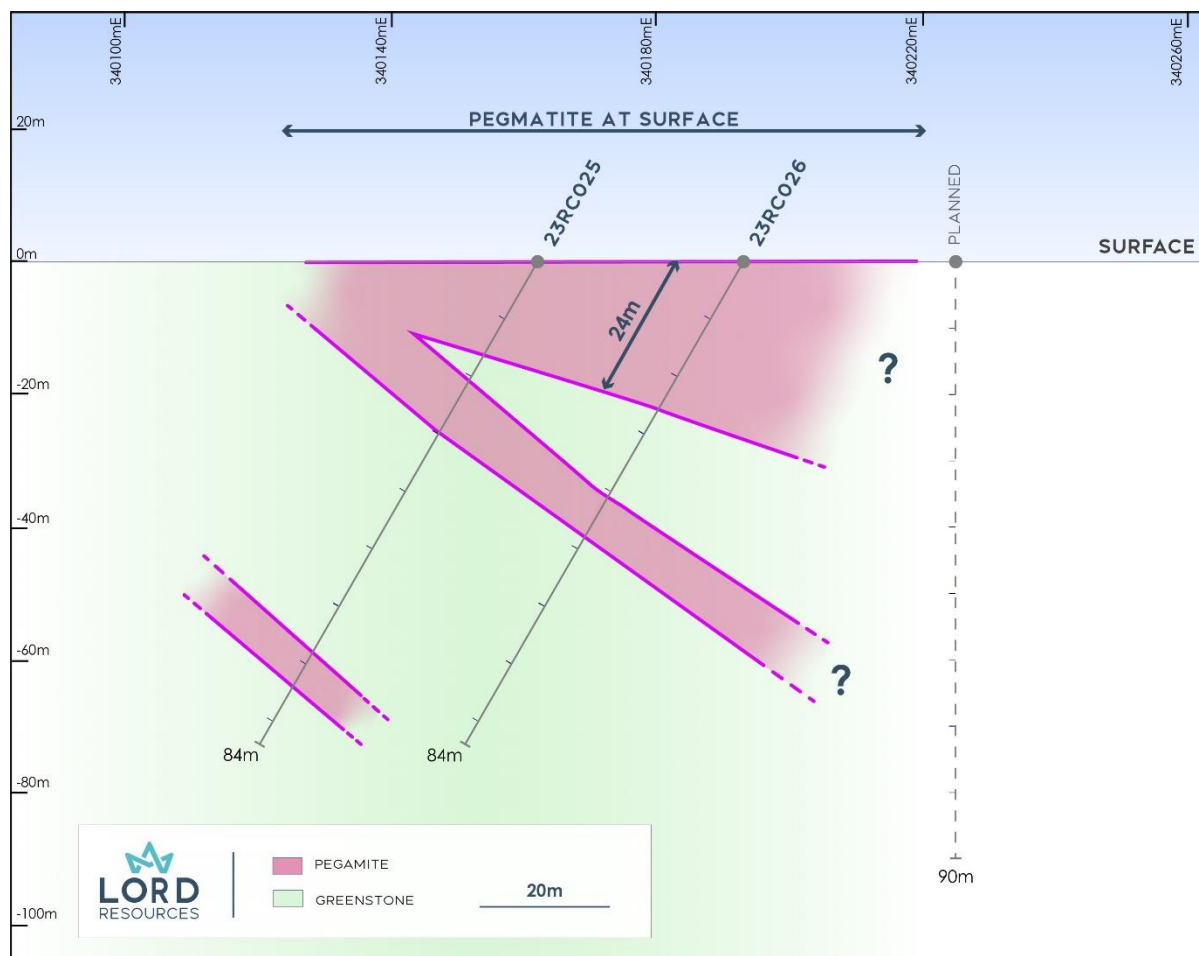 340100mE
340140mE
340180mE
340220mE
340260mE
20m
PEGMATITE AT SURFACE
23RC025
23RC026
PLANNED
0m
SURFACE
24m
-20m
?
-40m
-60m
?
84m
84m
-80m
90m
-100m
LORD
RESOURCES
PEGAMITE
GREENSTONE
20m